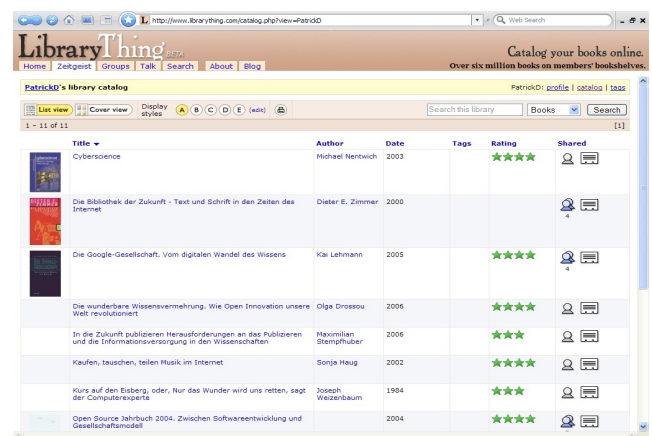 http://www.librarything.com/catalog.php?view=PatrickD
Web Search
LibraryThing BETA
Catalog your books online.
Home Zeitgeist Groups Talk Search About Blog
Over six million books on members' bookshelves.
PatrickD's library catalog
PatrickD: profile | catalog | tags
List view Cover view Display styles A B C D E (edit)
Search this library Books Search
1 - 11 of 11
[1]
Title Author Date Tags Rating Shared
Cyberscience Michael Nentwich 2003
Die Bibliothek der Zukunft - Text und Schrift in den Zeiten des Dieter E. Zimmer 2000
Internet
4
Die Google-Gesellschaft. Vom digitalen Wandel des Wissens Kai Lehmann 2005
4
Die wunderbare Wissensvermehrung. Wie Open Innovation unsere Olga Drossou 2006
Welt revolutioniert
In die Zukunft publizieren Herausforderungen an das Publizieren Maximilian 2006
und die Informationsversorgung in den Wissenschaften Stempfhuber
Kaufen, tauschen, teilen Musik im Internet Sonja Haug 2002
Kurs auf den Eisberg, oder, Nur das Wunder wird uns retten, sagt Joseph 1984
der Computerexperte Weizenbaum
Open Source Jahrbuch 2004. Zwischen Softwareentwicklung und 2004
Gesellschaftsmodell